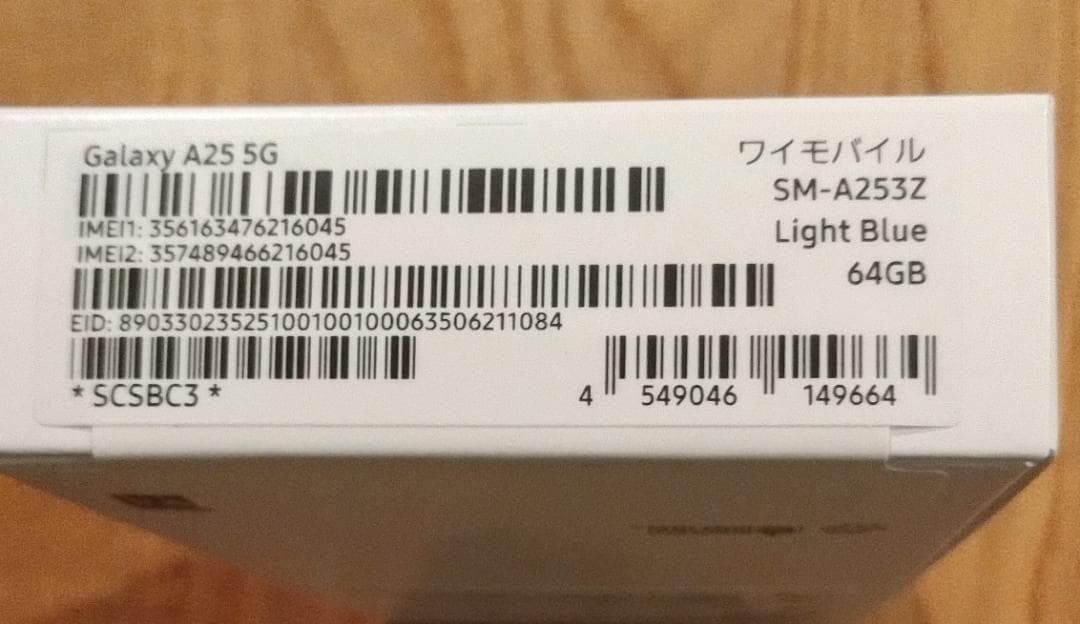 Galaxy A25 5G
ワイモバイル
SM-A253Z
Light Blue
64GB
IMEI1: 356163476216045
IMEI2: 357489466216045
EID: 89033023525100100100063506211084
* SCSBC3 *
4 549046 149664